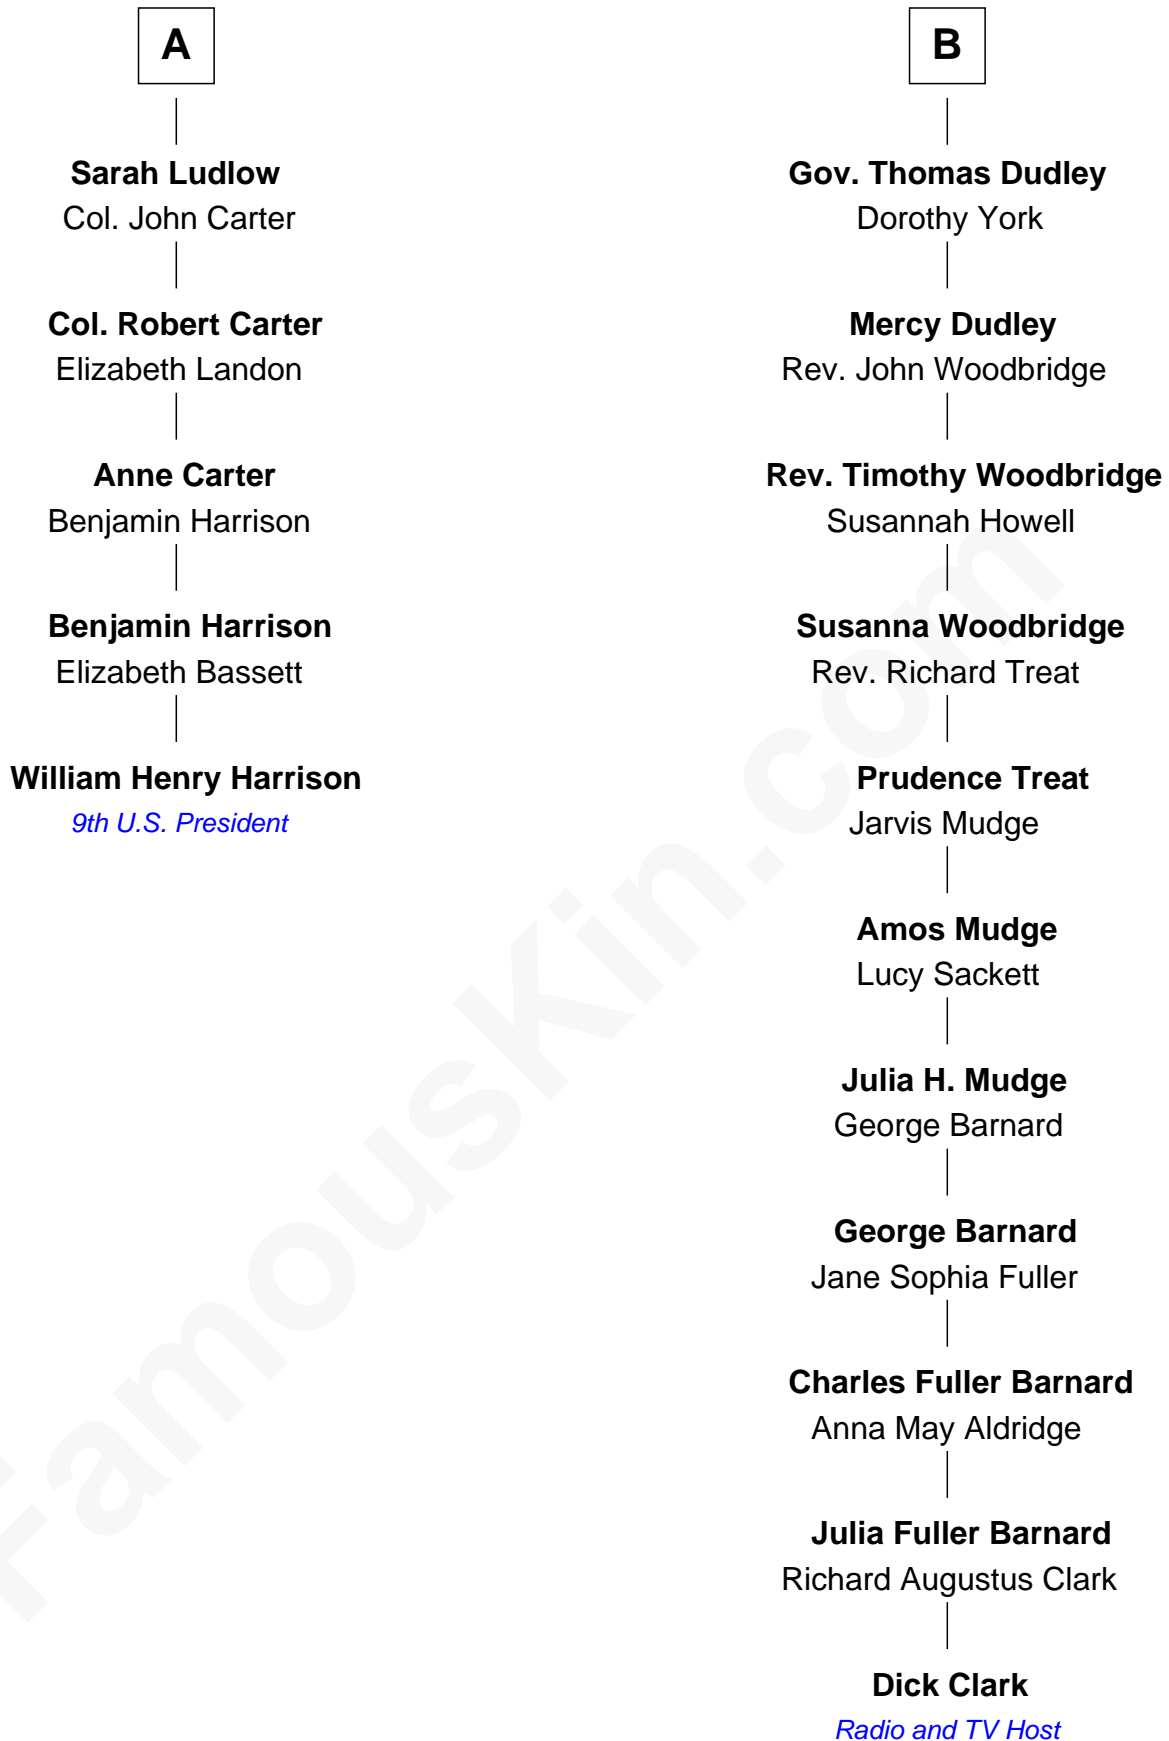 A
Sarah Ludlow
Col. John Carter
Col. Robert Carter
Elizabeth Landon
Anne Carter
Benjamin Harrison
Benjamin Harrison
Elizabeth Bassett
William Henry Harrison
9th U.S. President
B
Gov. Thomas Dudley
Dorothy York
Mercy Dudley
Rev. John Woodbridge
Rev. Timothy Woodbridge
Susannah Howell
Susanna Woodbridge
Rev. Richard Treat
Prudence Treat
Jarvis Mudge
Amos Mudge
Lucy Sackett
Julia H. Mudge
George Barnard
George Barnard
Jane Sophia Fuller
Charles Fuller Barnard
Anna May Aldridge
Julia Fuller Barnard
Richard Augustus Clark
Dick Clark
Radio and TV Host
FamousKin.com